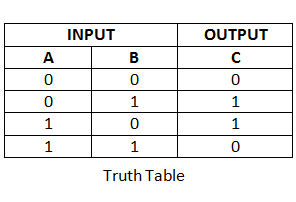 INPUT OUTPUT
A B C
0 0 0
0 1 1
1 0 1
1 1 0
Truth Table